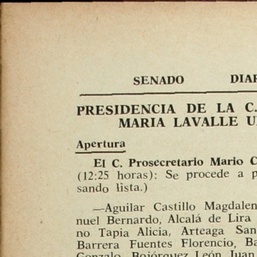 SENADO DIAR
PRESIDENCIA DE LA C.
MARIA LAVALLE U
Apertura
El C. Prosecretario Mario C
(12:25 horas): Se procede a p
sando lista.)
—Aguilar Castillo Magdalen
nuel Bernardo, Alcalá de Lira
no Tapia Alicia, Arteaga San
Barrera Fuentes Florencio, Ba
Gonzalo, Bojórquez León Juan